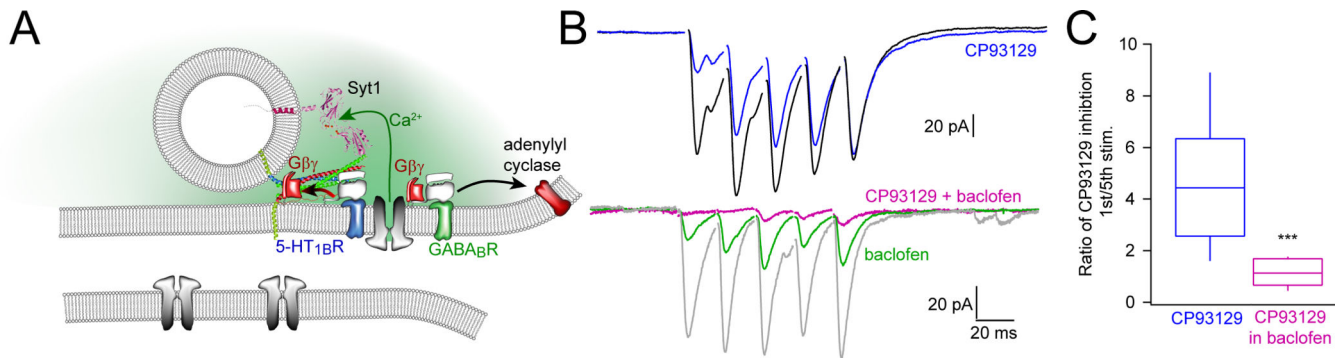 A
Syt1
Ca²⁺
Gβγ
Gβγ
adenylyl
cyclase
5-HT1BR
GABABR
B
CP93129
20 pA
CP93129 + baclofen
baclofen
20 pA
20 ms
C
Ratio of CP93129 inhibtion
1st/5th stim.
10
8
6
4
2
0
***
CP93129
CP93129
in baclofen